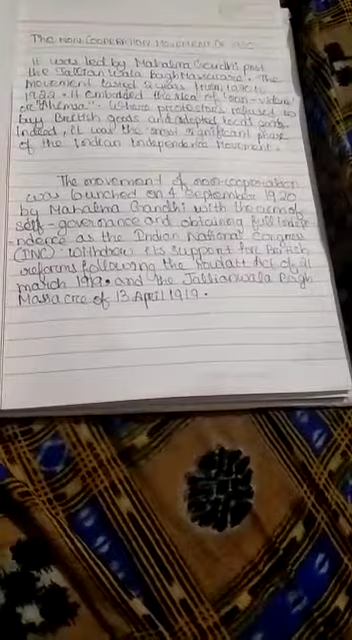 THE NON COOPERATION MOVEMENT OF 1920
It was led by Mahatma Gandhi post
the Jallian wala Bagh Massacare. The
movement lasted 2 years from 1920 to
1922. It embodied the idea of "non-violence"
or "Ahimsa". Where protestors refused to
buy British goods and adopted local goods.
Indeed, it was the most significant phase
of the Indian Independence Movement.
The movement of non-cooperation
was launched on 4 September 1920
by Mahatma Gandhi with the aim of
self-governance and obtaining full indepe
-ndence as the Indian National Congress
(INC) withdrew its support for British
reforms following the Rowlatt Act of 21
march 1919. and the Jallianwala Bagh
Massacree of 13 April 1919.